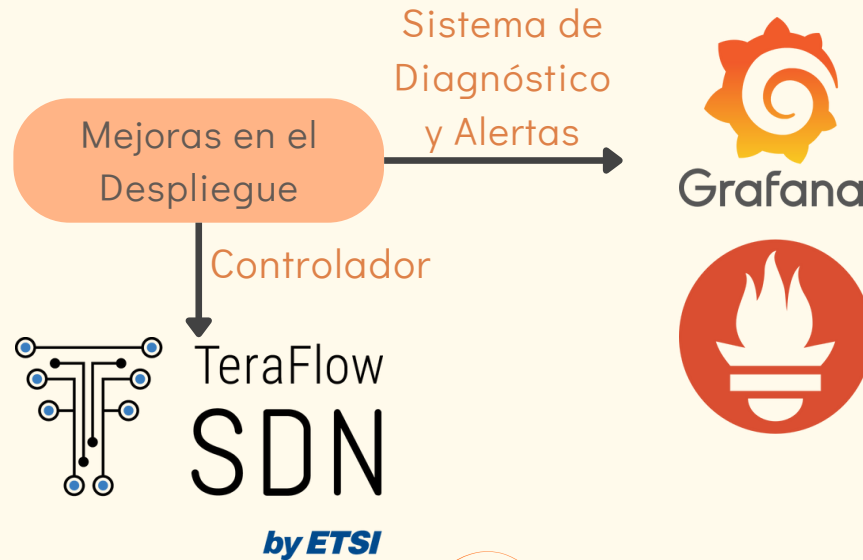 Sistema de
Diagnóstico
y Alertas
Mejoras en el
Despliegue
Grafana
Controlador
TeraFlow
SDN
by ETSI